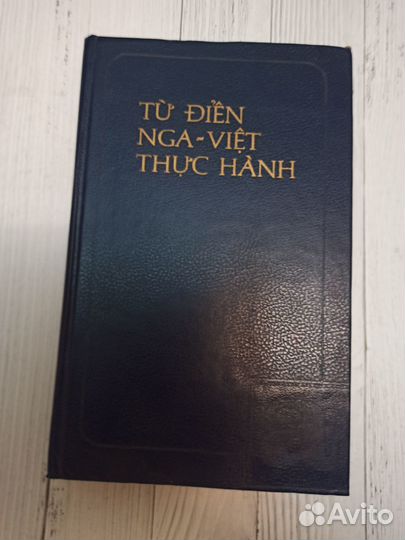 TỪ ĐIỂN
NGA-VIỆT
THỰC HÀNH
Avito